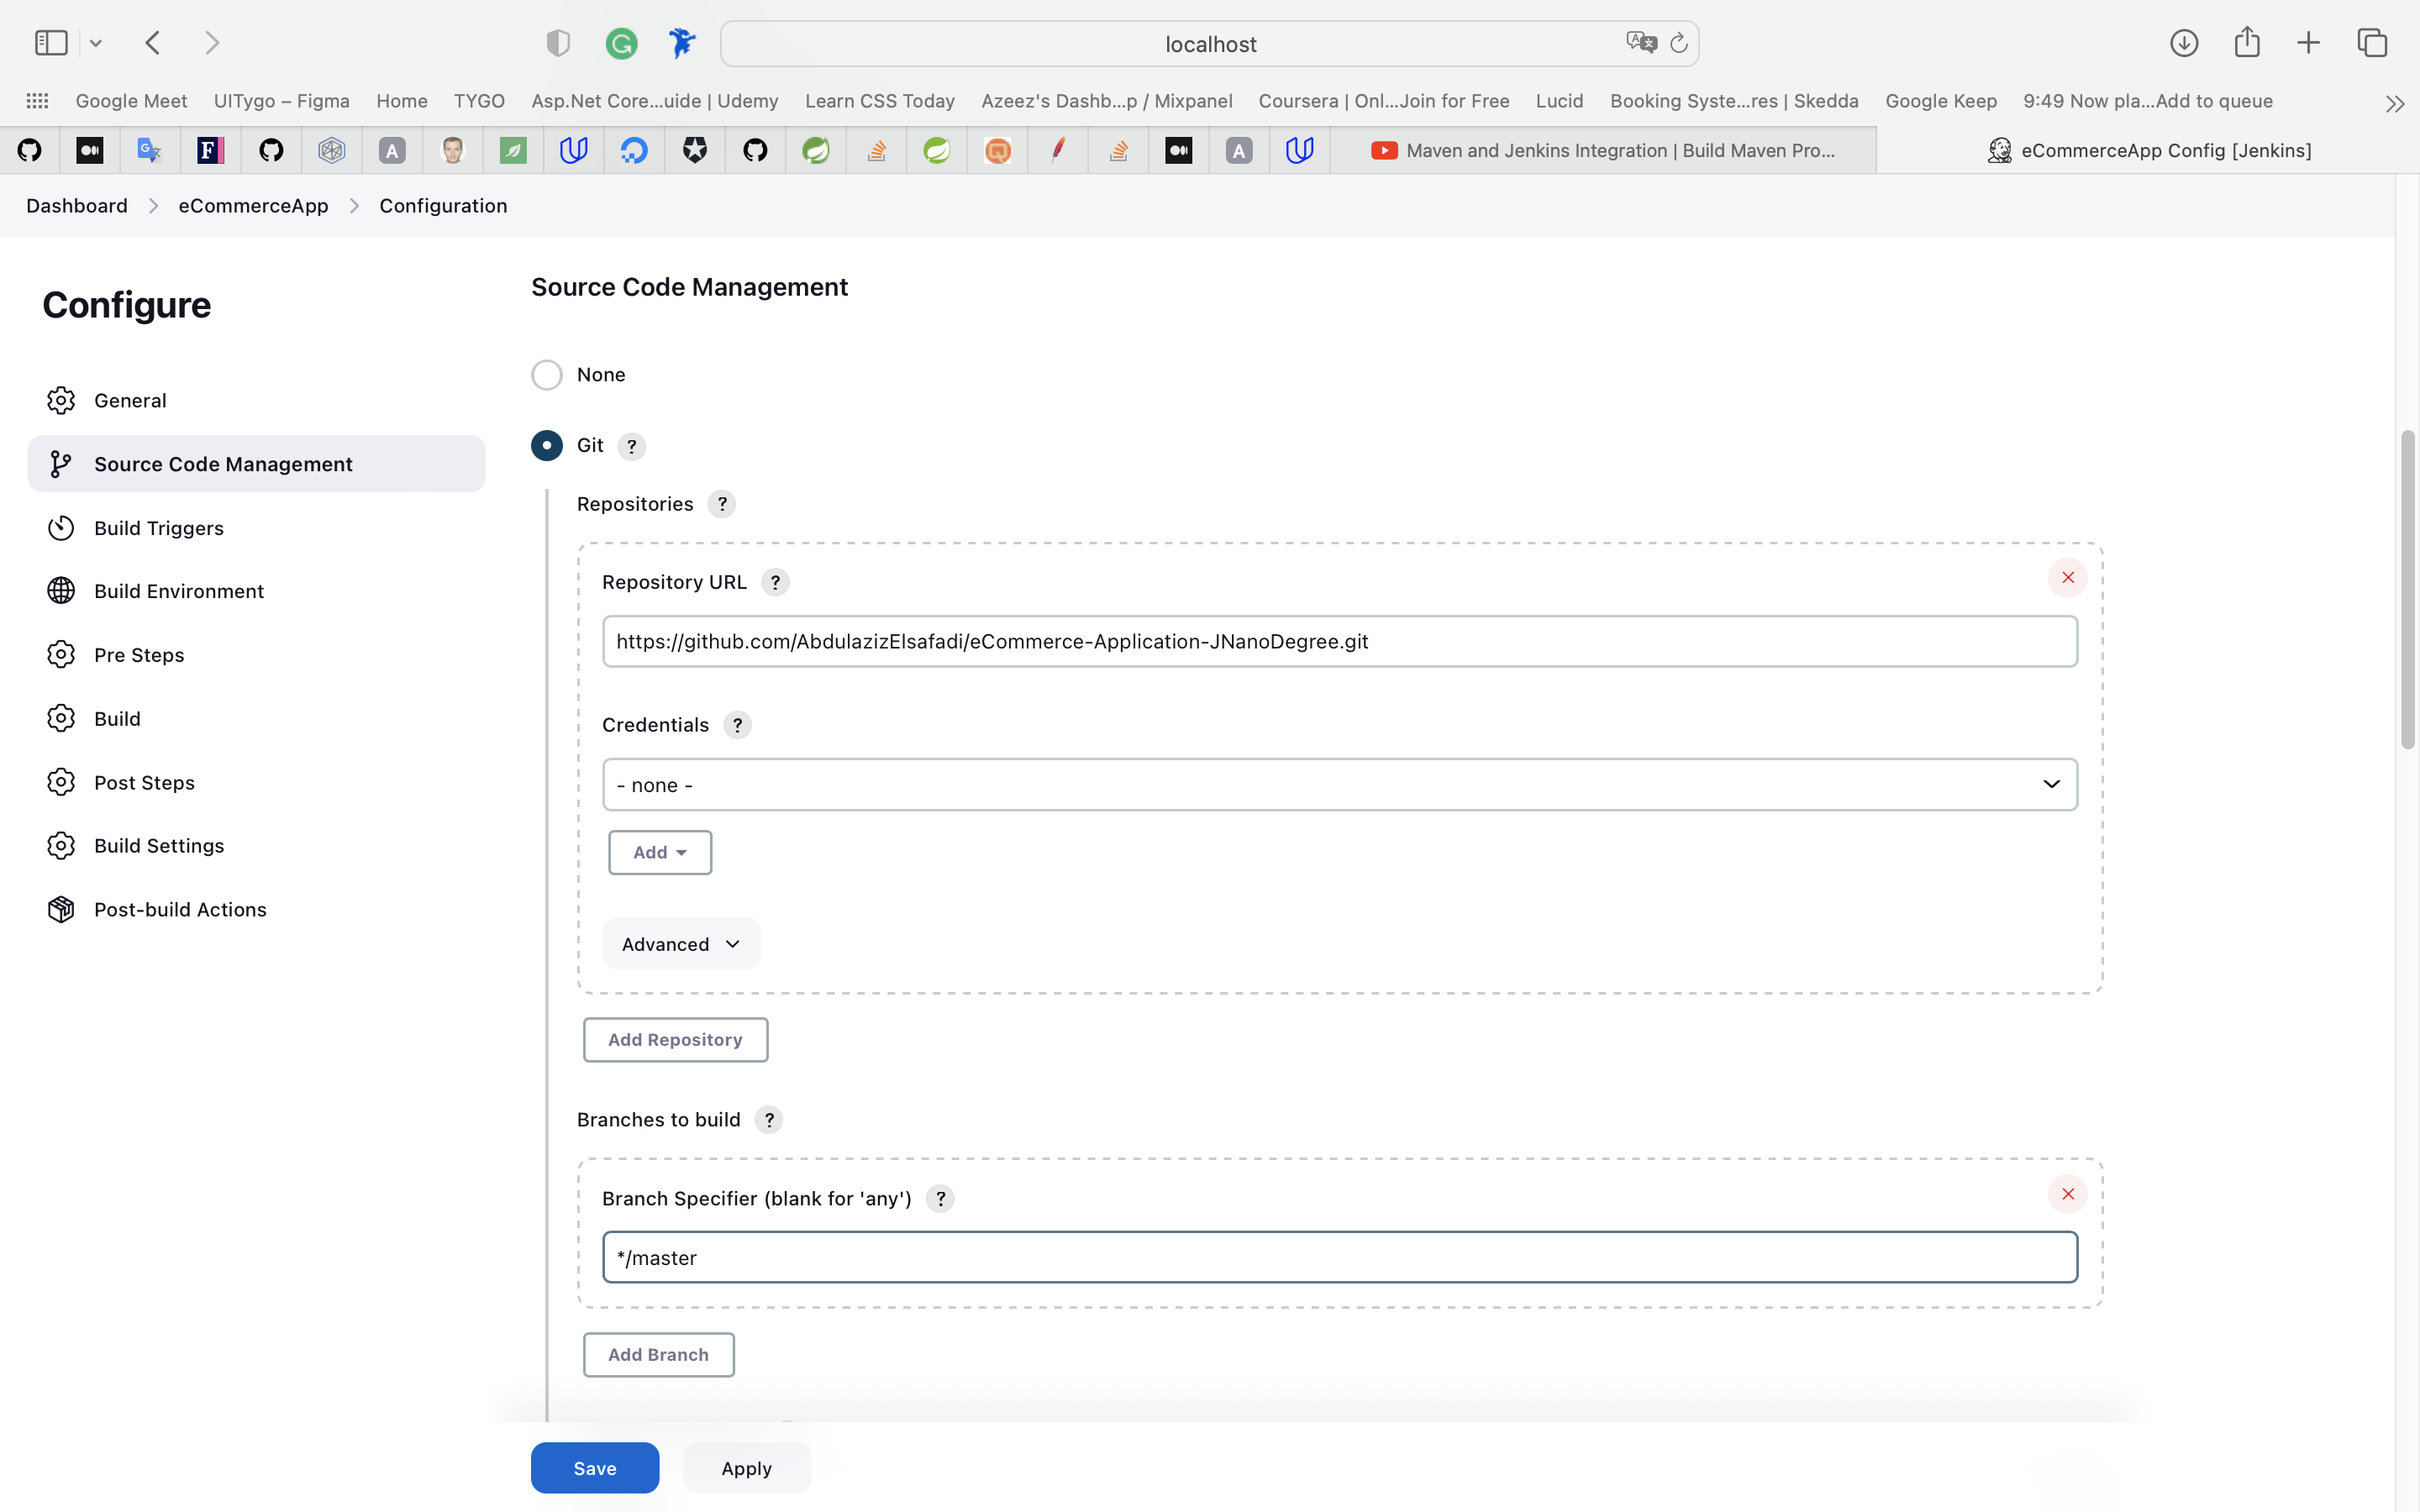 localhost
Google Meet UITygo – Figma Home TYGO Asp.Net Core...uide | Udemy Learn CSS Today Azeez's Dashb...p / Mixpanel Coursera | Onl...Join for Free Lucid Booking Syste...res | Skedda Google Keep 9:49 Now pla...Add to queue
Maven and Jenkins Integration | Build Maven Pro... eCommerceApp Config [Jenkins]
Dashboard eCommerceApp Configuration
Configure
General
Source Code Management
Build Triggers
Build Environment
Pre Steps
Build
Post Steps
Build Settings
Post-build Actions
Source Code Management
None
Git ?
Repositories ?
Repository URL ?
https://github.com/AbdulazizElsafadi/eCommerce-Application-JNanoDegree.git
Credentials ?
- none -
Add
Advanced
Add Repository
Branches to build ?
Branch Specifier (blank for 'any') ?
*/master
Add Branch
Save Apply